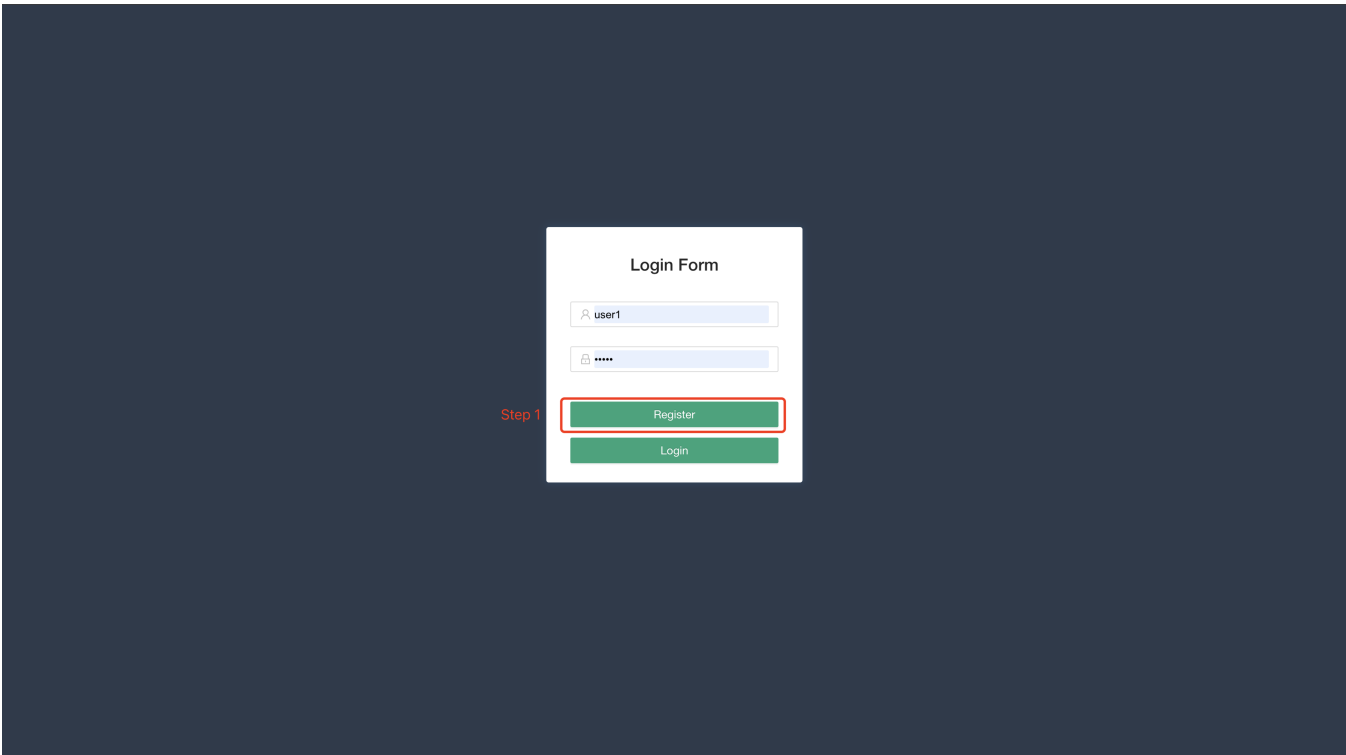 Login Form
user1
•••••
Step 1
Register
Login